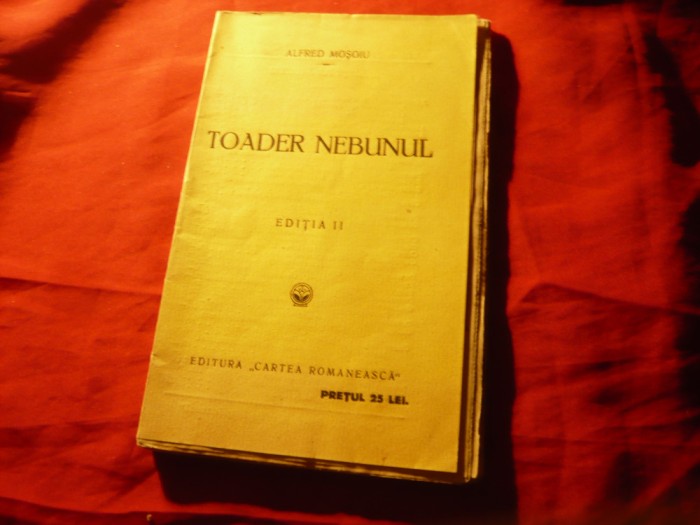 ALFRED MOȘOIU
TOADER NEBUNUL
EDIȚIA II
EDITURA „CARTEA ROMANEASCĂ"
PREȚUL 25 LEI.